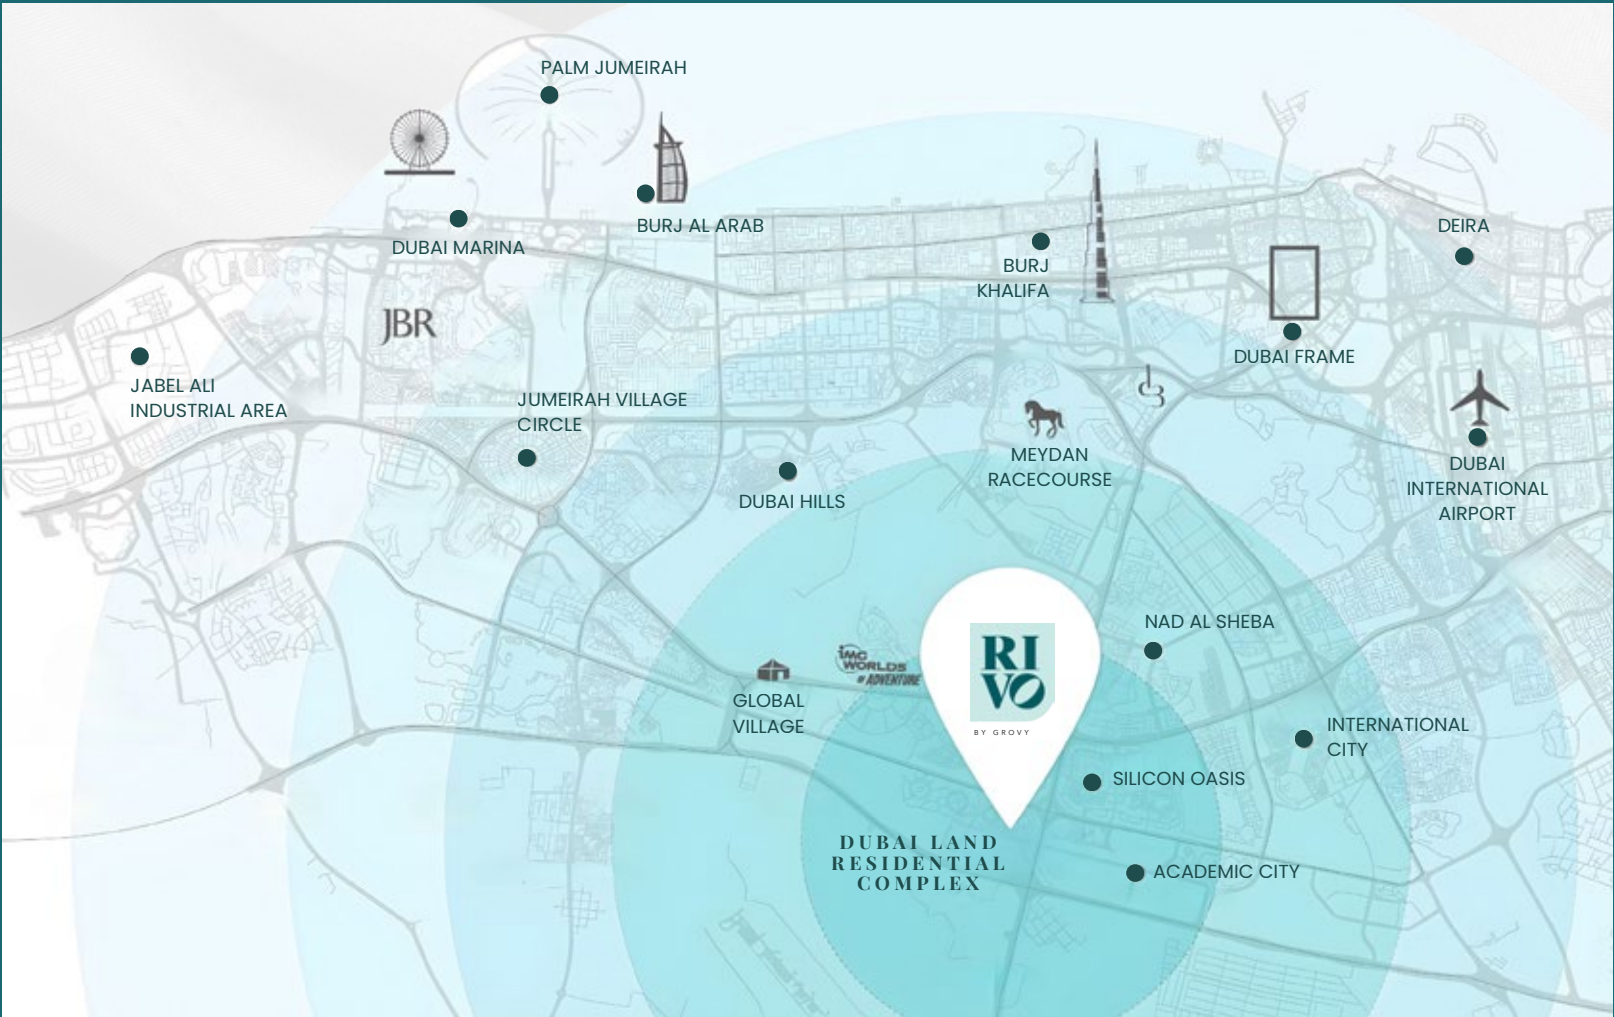 PALM JUMEIRAH
BURJ AL ARAB
DUBAI MARINA
DEIRA
BURJ
KHALIFA
JBR
DUBAI FRAME
JABEL ALI
INDUSTRIAL AREA
JUMEIRAH VILLAGE
CIRCLE
MEYDAN
RACECOURSE
DUBAI
INTERNATIONAL
AIRPORT
DUBAI HILLS
NAD AL SHEBA
IMG
WORLDS
OF ADVENTURE
RI
VO
BY GROVY
GLOBAL
VILLAGE
INTERNATIONAL
CITY
SILICON OASIS
DUBAI LAND
RESIDENTIAL
COMPLEX
ACADEMIC CITY